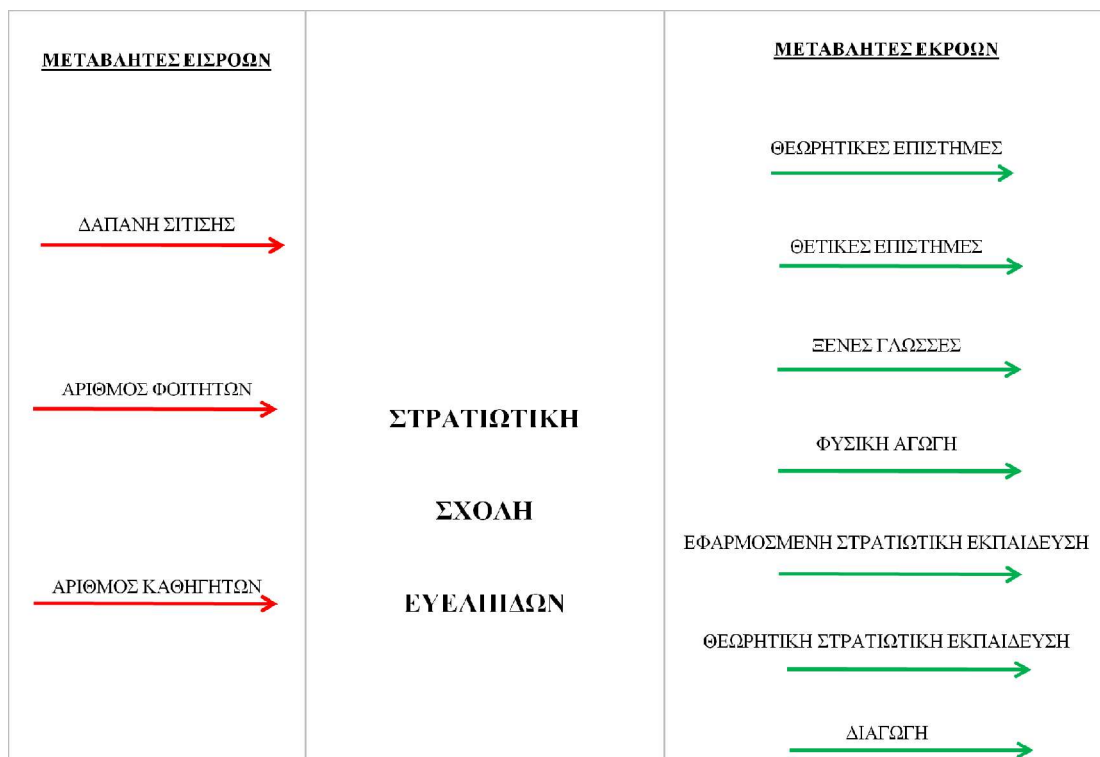 ΜΕΤΑΒΛΗΤΕΣ ΕΙΣΡΟΩΝ
ΔΑΠΑΝΗ ΣΙΤΙΣΗΣ
ΑΡΙΘΜΟΣ ΦΟΙΤΗΤΩΝ
ΑΡΙΘΜΟΣ ΚΑΘΗΓΗΤΩΝ
ΣΤΡΑΤΙΩΤΙΚΗ
ΣΧΟΛΗ
ΕΥΕΛΠΙΔΩΝ
ΜΕΤΑΒΛΗΤΕΣ ΕΚΡΟΩΝ
ΘΕΩΡΗΤΙΚΕΣ ΕΠΙΣΤΗΜΕΣ
ΘΕΤΙΚΕΣ ΕΠΙΣΤΗΜΕΣ
ΞΕΝΕΣ ΓΛΩΣΣΕΣ
ΦΥΣΙΚΗ ΑΓΩΓΗ
ΕΦΑΡΜΟΣΜΕΝΗ ΣΤΡΑΤΙΩΤΙΚΗ ΕΚΠΑΙΔΕΥΣΗ
ΘΕΩΡΗΤΙΚΗ ΣΤΡΑΤΙΩΤΙΚΗ ΕΚΠΑΙΔΕΥΣΗ
ΔΙΑΓΩΓΗ